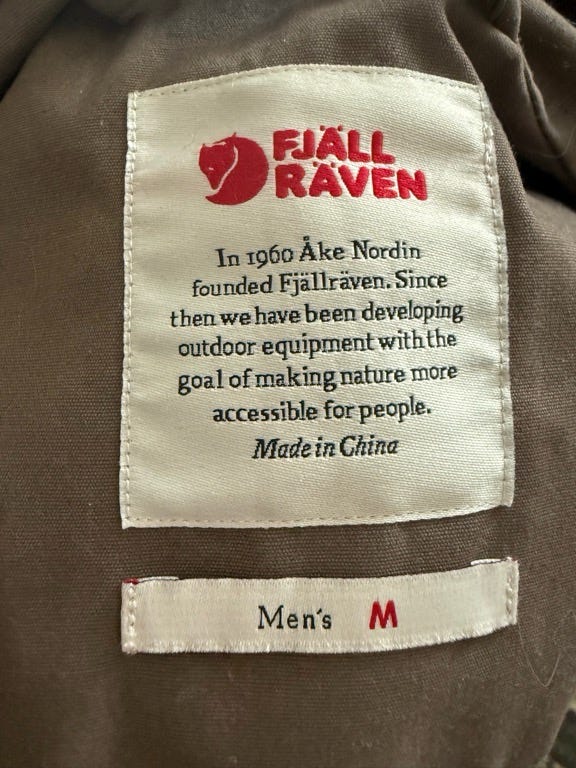 FJÄLL
RÄVEN
In 1960 Åke Nordin
founded Fjällräven. Since
then we have been developing
outdoor equipment with the
goal of making nature more
accessible for people.
Made in China
Men's M